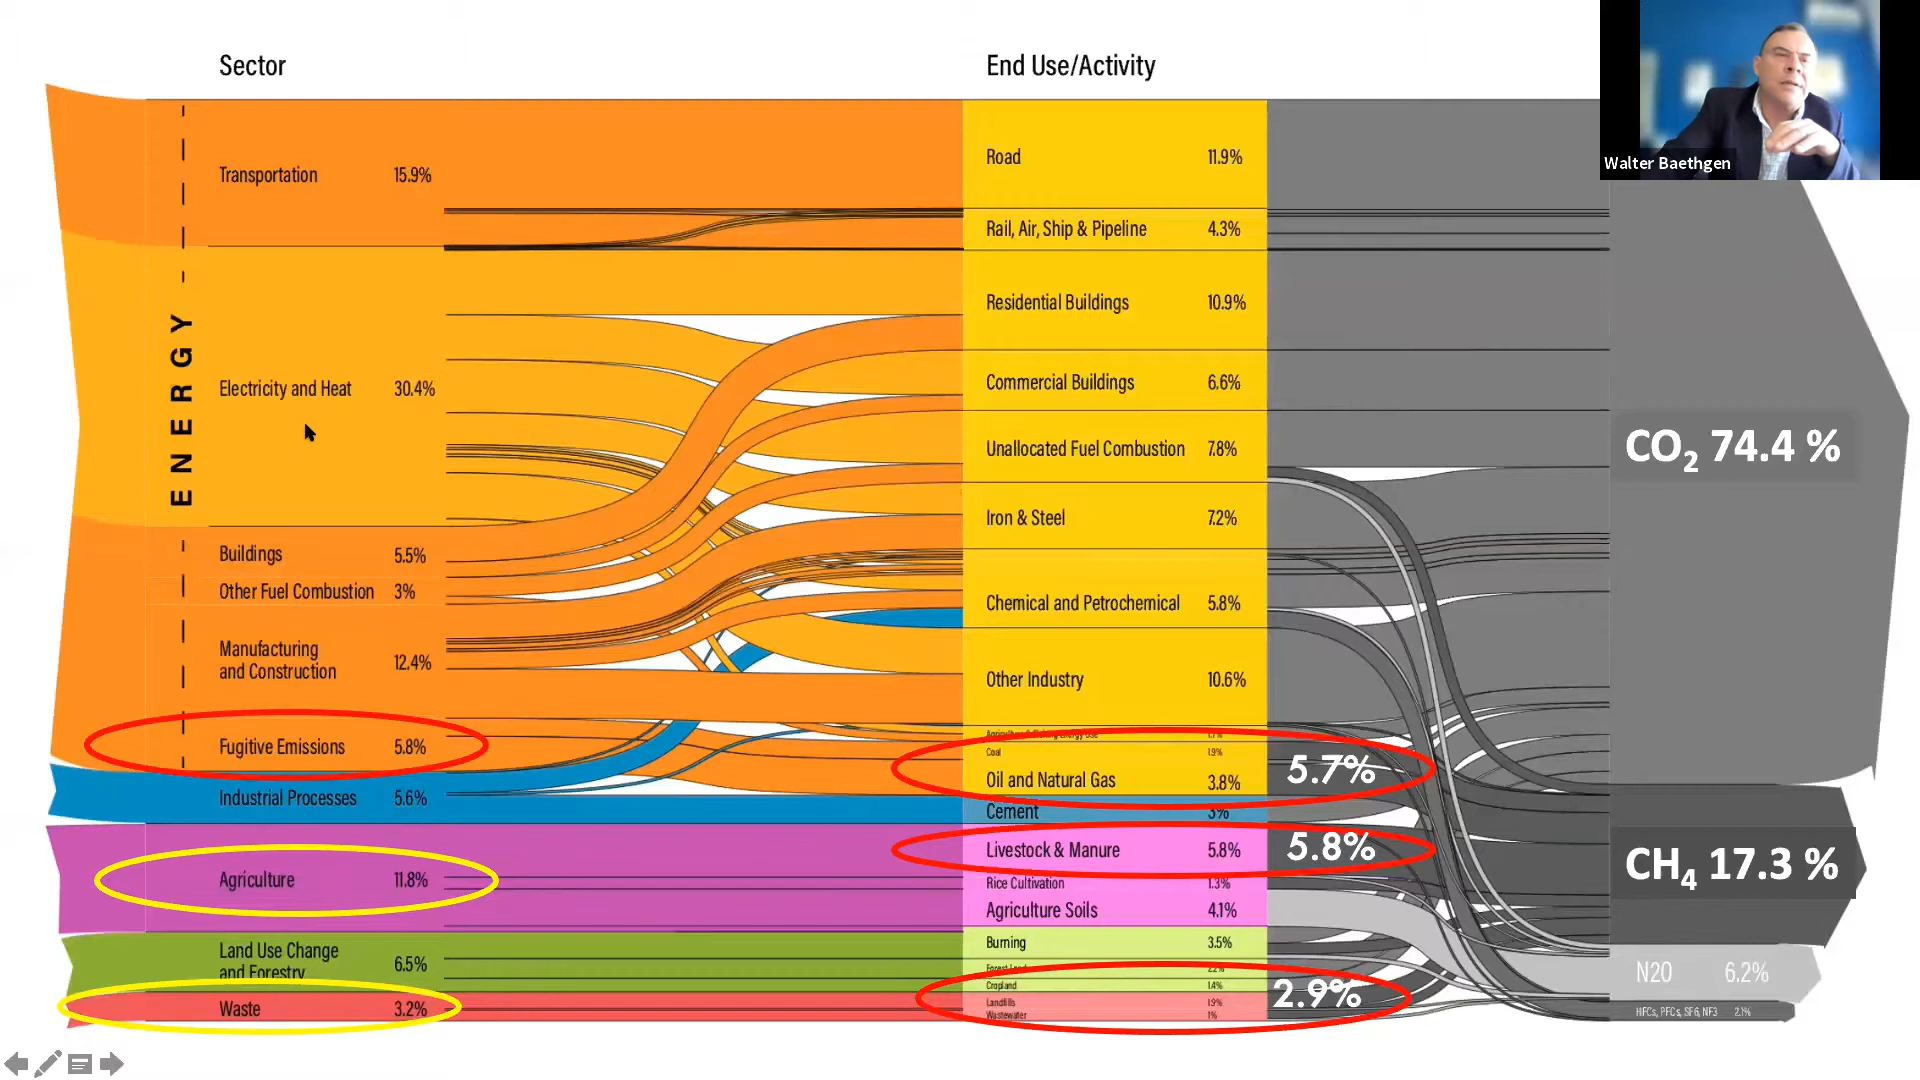 Sector
End Use/Activity
Walter Baethgen
ENERGY
Transportation 15.9%
Electricity and Heat 30.4%
Buildings 5.5%
Other Fuel Combustion 3%
Manufacturing
and Construction 12.4%
Fugitive Emissions 5.8%
Industrial Processes 5.6%
Agriculture 11.8%
Land Use Change
and Forestry 6.5%
Waste 3.2%
Road 11.9%
Rail, Air, Ship & Pipeline 4.3%
Residential Buildings 10.9%
Commercial Buildings 6.6%
Unallocated Fuel Combustion 7.8%
Iron & Steel 7.2%
Chemical and Petrochemical 5.8%
Other Industry 10.6%
Coal 1.9%
Oil and Natural Gas 3.8%
Cement 3%
Livestock & Manure 5.8%
Rice Cultivation 1.3%
Agriculture Soils 4.1%
Burning 3.5%
Cropland 1.4%
Landfills 1.9%
Wastewater 1%
5.7%
5.8%
2.9%
CO₂ 74.4 %
CH₄ 17.3 %
N2O 6.2%
HFCs, PFCs, SF6, NF3 2.1%